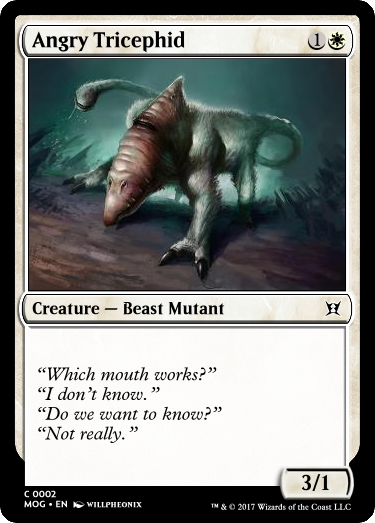 Angry Tricephid 1
Creature — Beast Mutant
“Which mouth works?”
“I don't know.”
“Do we want to know?”
“Not really.”
3/1
C 0002
MOG • EN WILLPHEONIX
™ & © 2017 Wizards of the Coast LLC